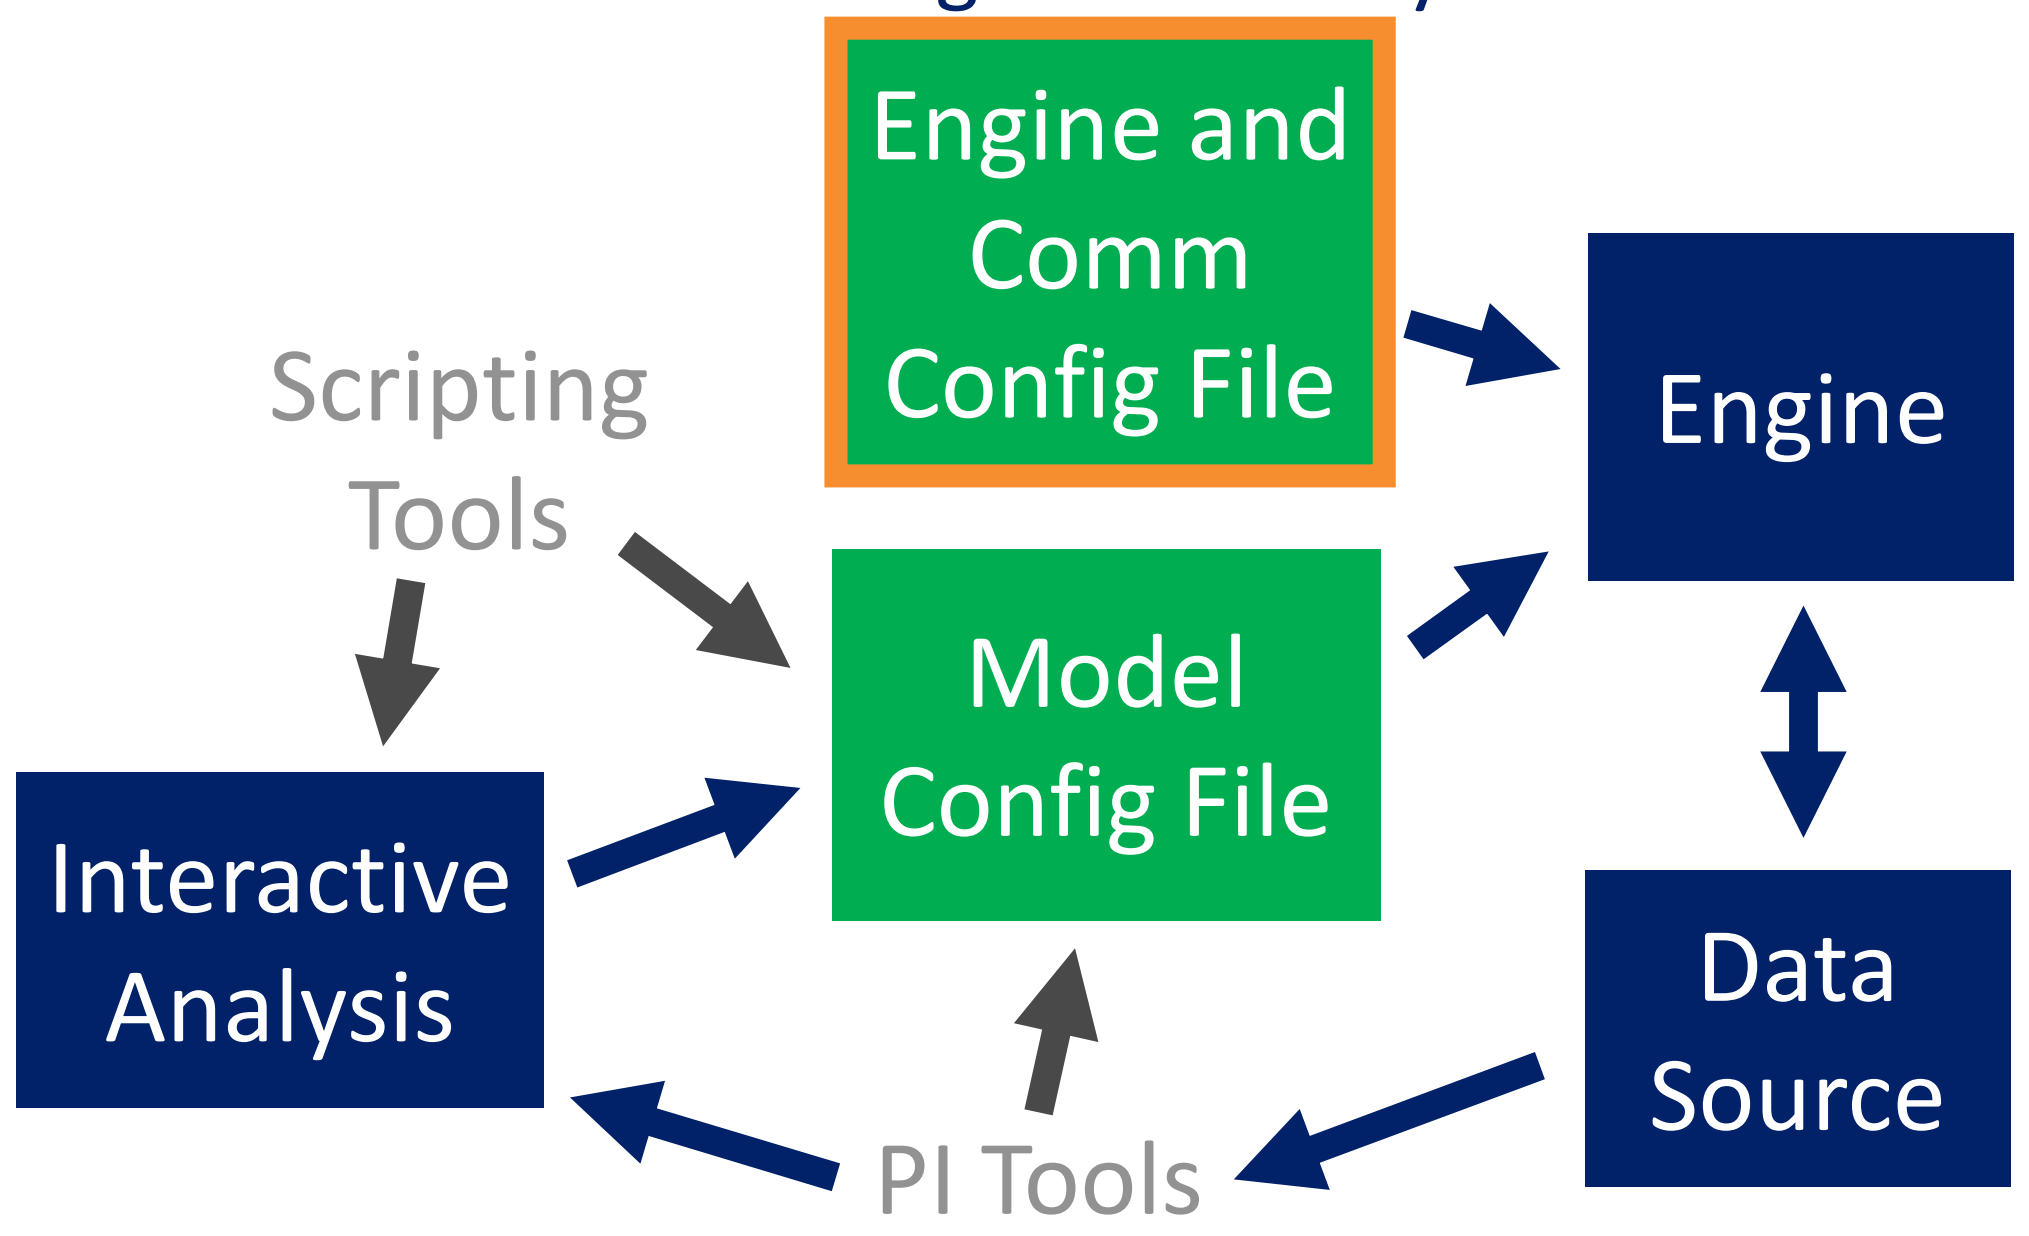 Engine and
Comm
Config File
Scripting
Tools
Engine
Model
Config File
Interactive
Analysis
Data
Source
PI Tools